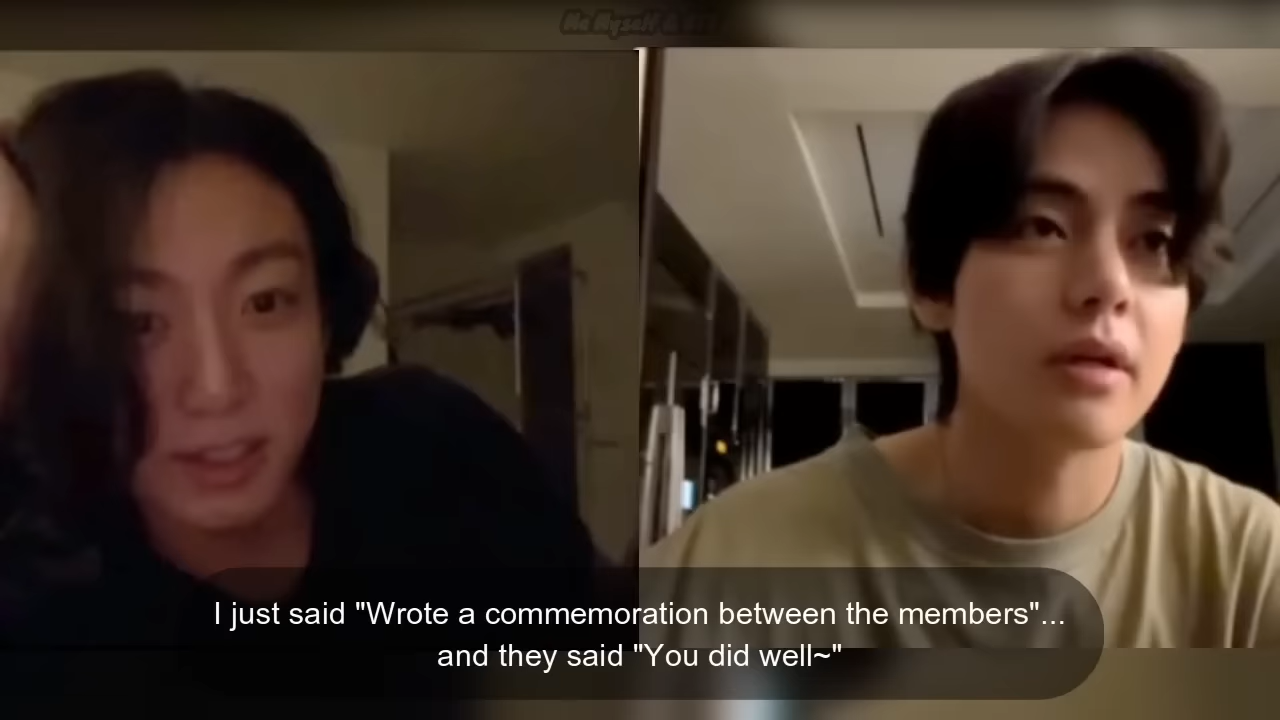 I just said "Wrote a commemoration between the members"...
and they said "You did well~"